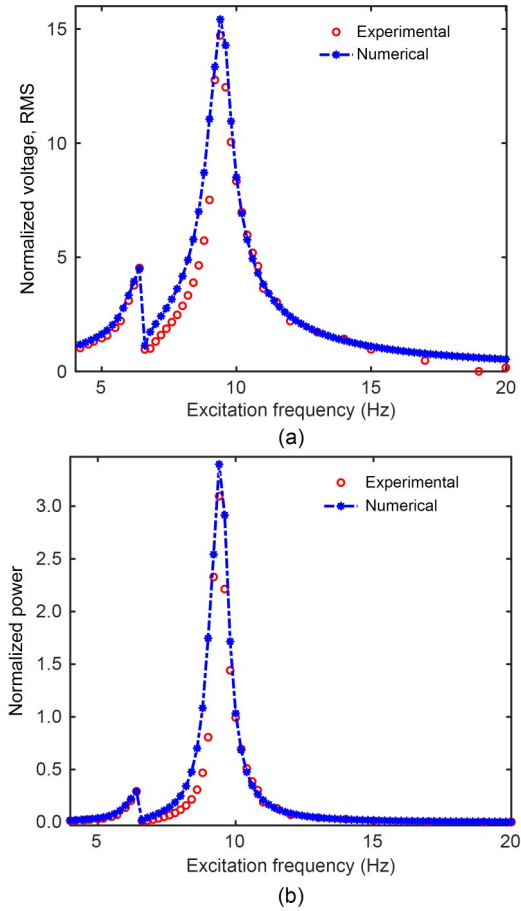 15
10
5
0
Normalized voltage, RMS
Experimental
Numerical
5
10
15
20
Excitation frequency (Hz)
(a)
3.0
2.5
2.0
1.5
1.0
0.5
0.0
Normalized power
Experimental
Numerical
5
10
15
20
Excitation frequency (Hz)
(b)